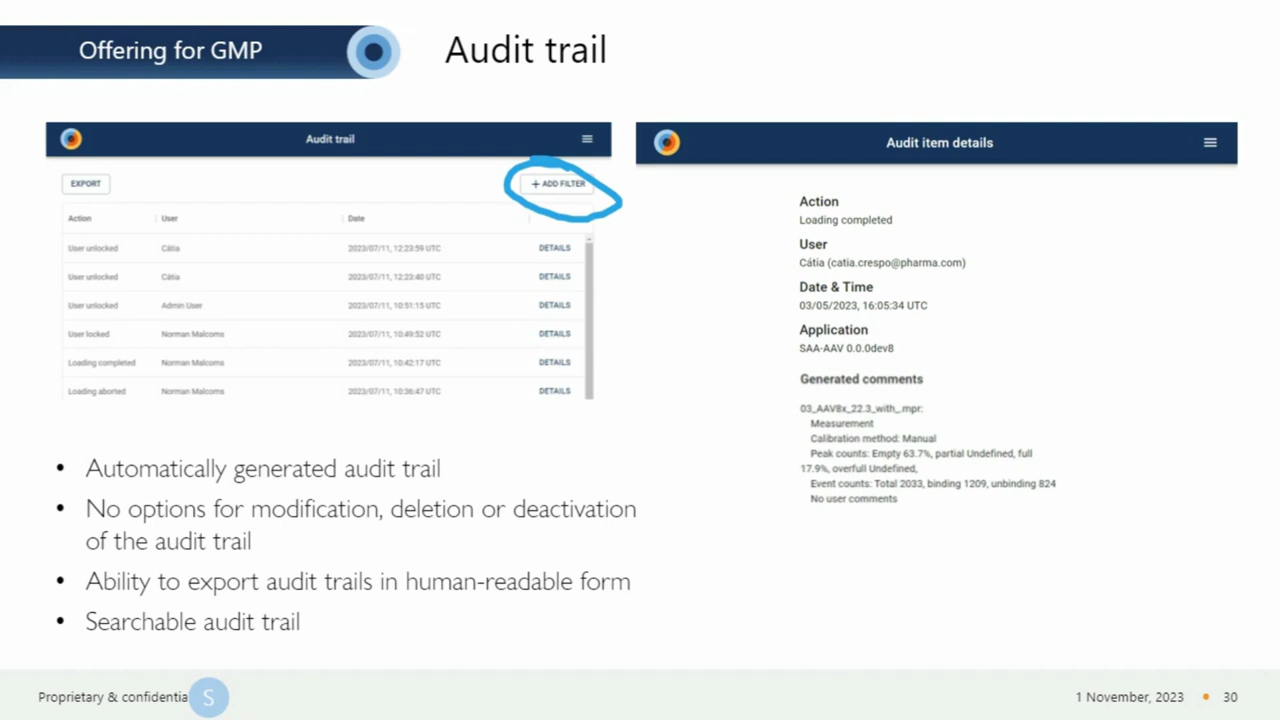 Offering for GMP
Audit trail
Audit trail
EXPORT
+ ADD FILTER
Action User Date
User unlocked Cátia 2023/07/11, 12:23:59 UTC DETAILS
User unlocked Cátia 2023/07/11, 12:23:40 UTC DETAILS
User unlocked Admin User 2023/07/11, 10:51:15 UTC DETAILS
User locked Norman Malcoms 2023/07/11, 10:49:52 UTC DETAILS
Loading completed Norman Malcoms 2023/07/11, 10:42:17 UTC DETAILS
Loading aborted Norman Malcoms 2023/07/11, 10:36:47 UTC DETAILS
Audit item details
Action
Loading completed
User
Cátia (catia.crespo@pharma.com)
Date & Time
03/05/2023, 16:05:34 UTC
Application
SAA-AAV 0.0.0dev8
Generated comments
03_AAV8x_22.3_with_.mpr:
Measurement
Calibration method: Manual
Peak counts: Empty 63.7%, partial Undefined, full
17.9%, overfull Undefined,
Event counts: Total 2033, binding 1209, unbinding 824
No user comments
• Automatically generated audit trail
• No options for modification, deletion or deactivation
of the audit trail
• Ability to export audit trails in human-readable form
• Searchable audit trail
Proprietary & confidentia
S
1 November, 2023 • 30